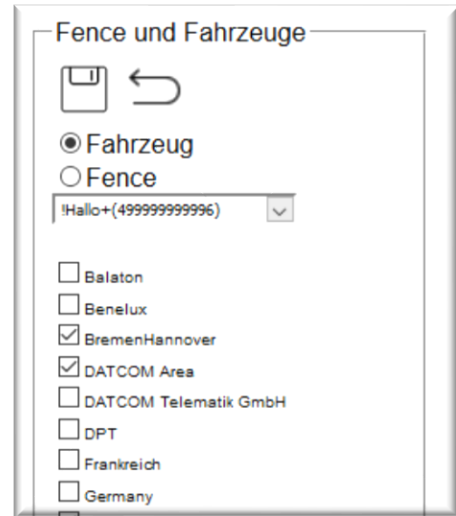 Fence und Fahrzeuge
Fahrzeug
Fence
!Hallo+(499999999996)
Balaton
Benelux
BremenHannover
DATCOM Area
DATCOM Telematik GmbH
DPT
Frankreich
Germany